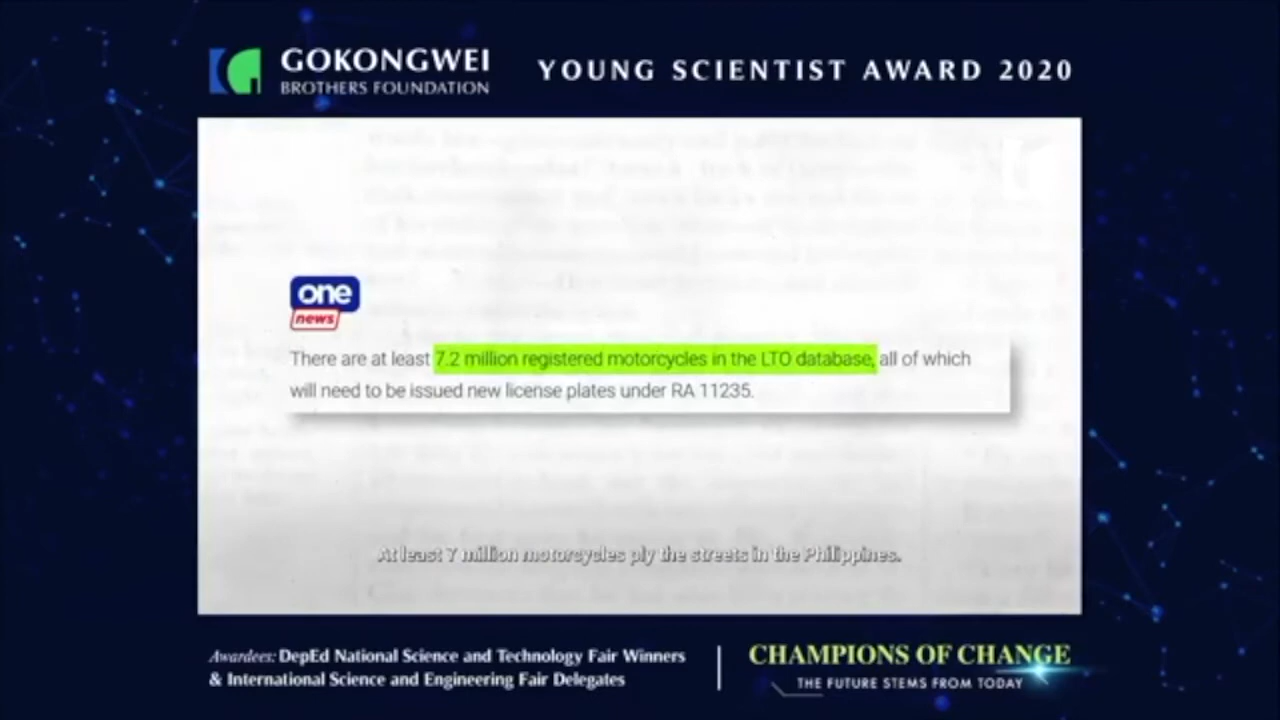 GOKONGWEI
BROTHERS FOUNDATION
YOUNG SCIENTIST AWARD 2020
one
news
There are at least 7.2 million registered motorcycles in the LTO database, all of which
will need to be issued new license plates under RA 11235.
At least 7 million motorcycles ply the streets in the Philippines.
Awardees: DepEd National Science and Technology Fair Winners
& International Science and Engineering Fair Delegates
CHAMPIONS OF CHANGE
THE FUTURE STEMS FROM TODAY